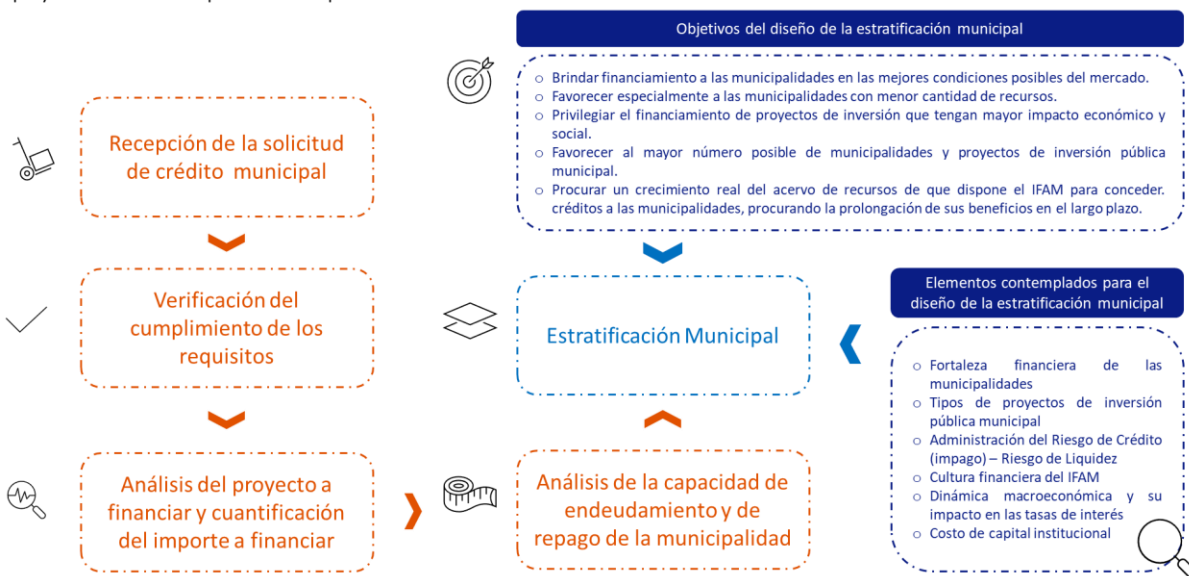 Recepción de la solicitud
de crédito municipal
Verificación del
cumplimiento de los
requisitos
Análisis del proyecto a
financiar y cuantificación
del importe a financiar
Análisis de la capacidad de
endeudamiento y de
repago de la municipalidad
Estratificación Municipal
Objetivos del diseño de la estratificación municipal
o Brindar financiamiento a las municipalidades en las mejores condiciones posibles del mercado.
o Favorecer especialmente a las municipalidades con menor cantidad de recursos.
o Privilegiar el financiamiento de proyectos de inversión que tengan mayor impacto económico y
social.
o Favorecer al mayor número posible de municipalidades y proyectos de inversión pública
municipal.
o Procurar un crecimiento real del acervo de recursos de que dispone el IFAM para conceder.
créditos a las municipalidades, procurando la prolongación de sus beneficios en el largo plazo.
Elementos contemplados para el
diseño de la estratificación municipal
o Fortaleza financiera de las
municipalidades
o Tipos de proyectos de inversión
pública municipal
o Administración del Riesgo de Crédito
(impago) – Riesgo de Liquidez
o Cultura financiera del IFAM
o Dinámica macroeconómica y su
impacto en las tasas de interés
o Costo de capital institucional